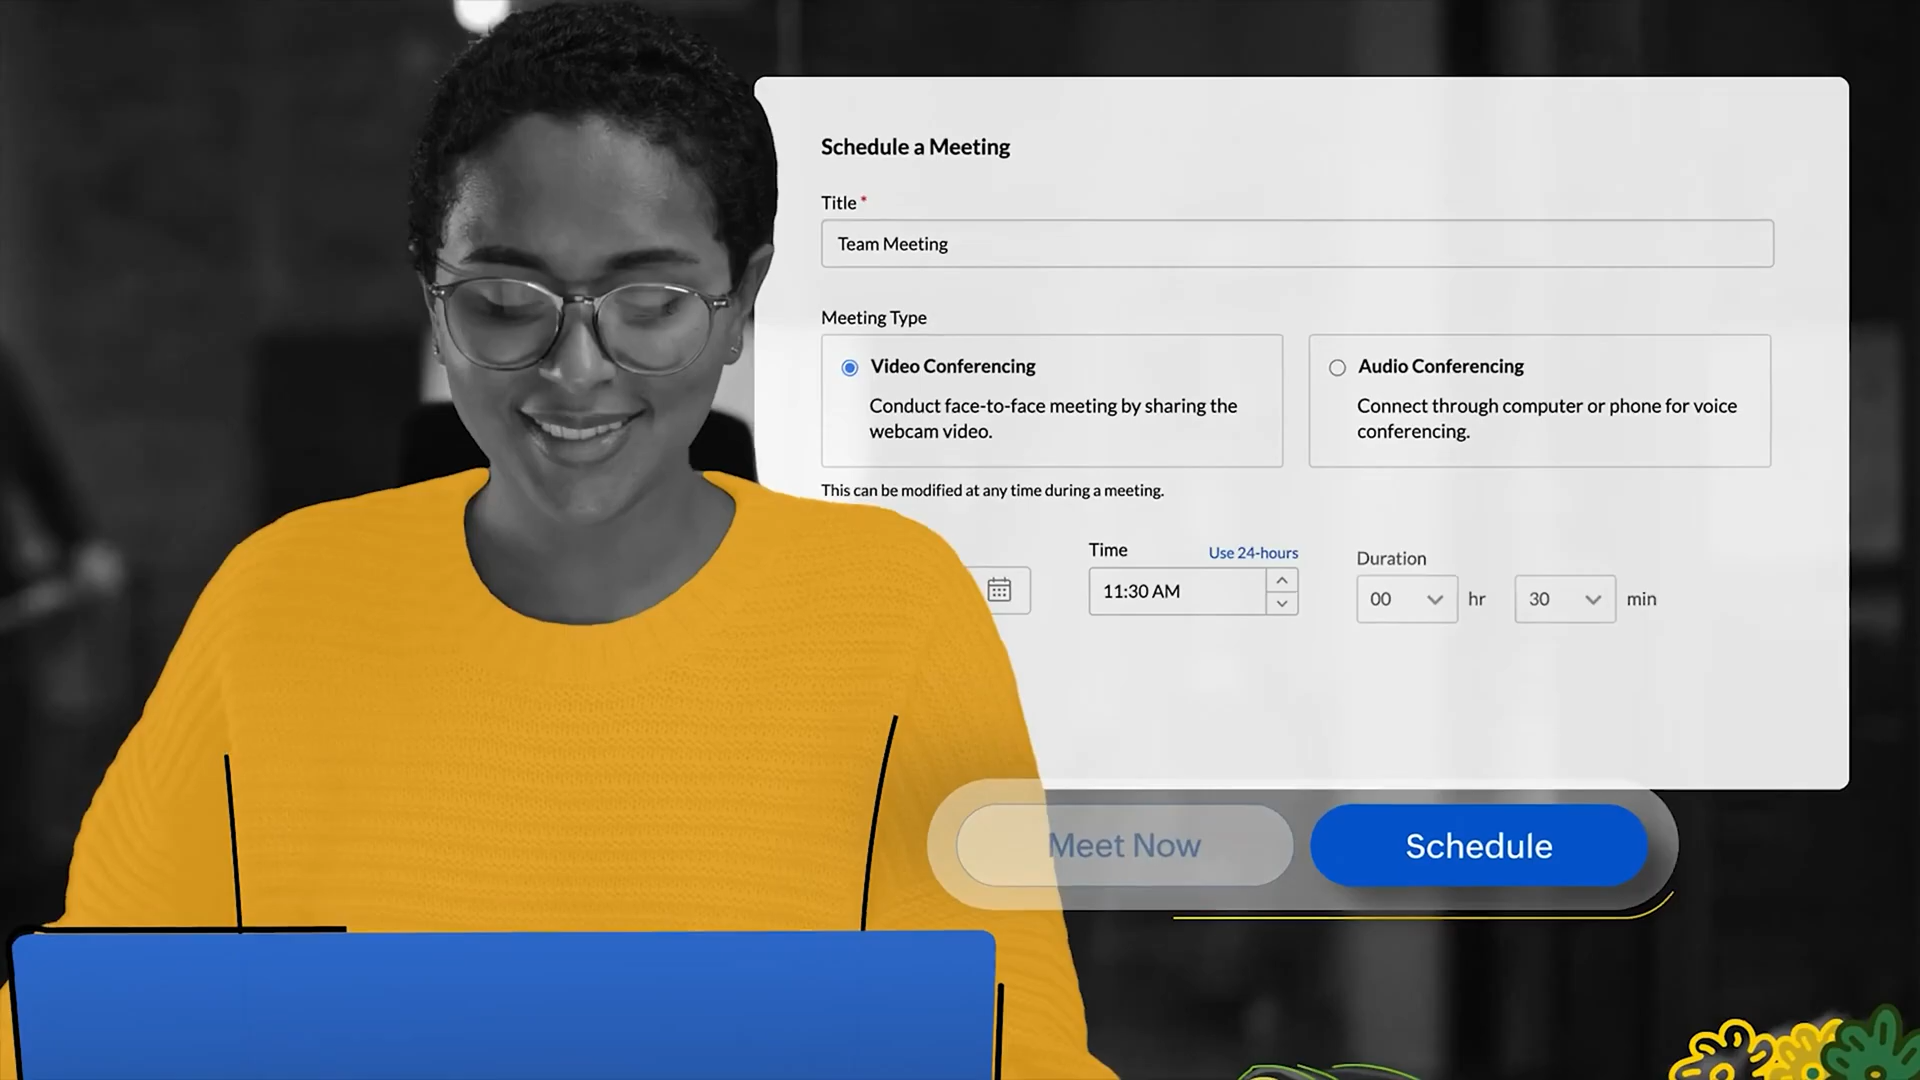 Schedule a Meeting
Title *
Team Meeting
Meeting Type
Video Conferencing
Conduct face-to-face meeting by sharing the
webcam video.
Audio Conferencing
Connect through computer or phone for voice
conferencing.
This can be modified at any time during a meeting.
Time
Use 24-hours
11:30 AM
Duration
00
hr
30
min
Meet Now
Schedule